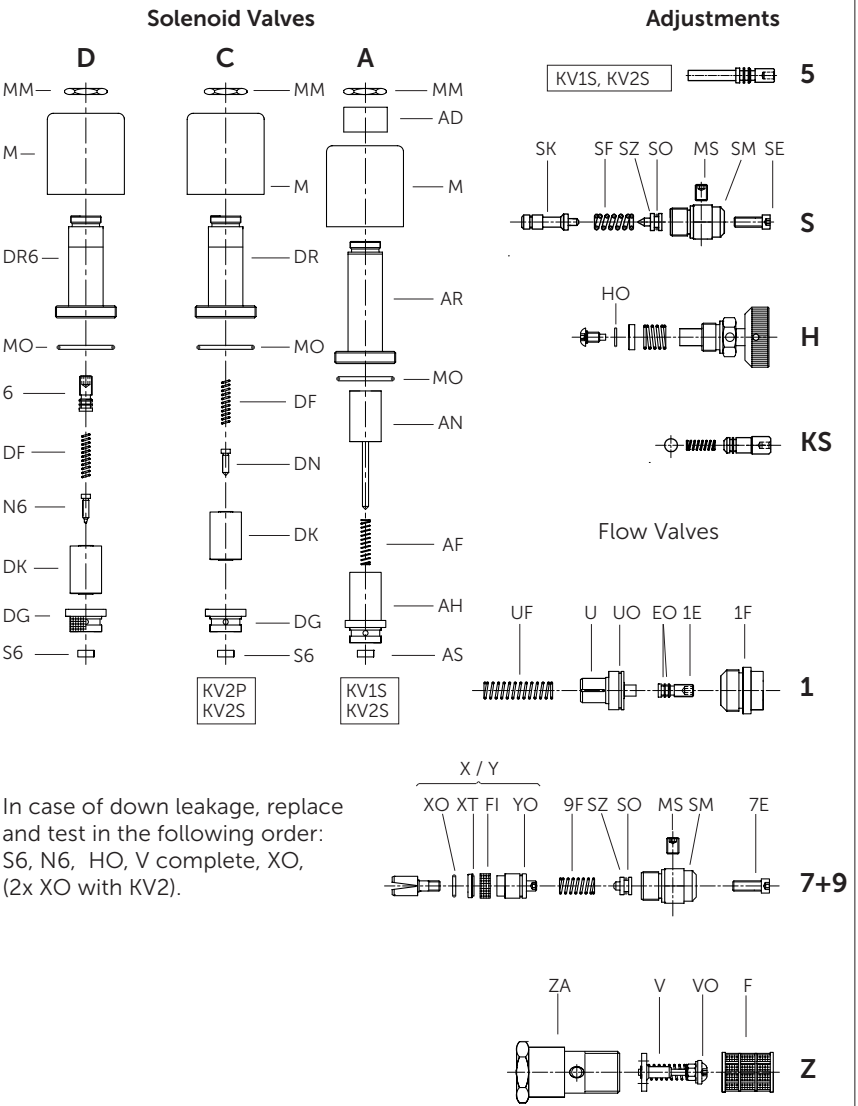 Solenoid Valves
D C A
MM MM MM
AD
M M M
DR6 DR AR
MO MO MO
6 DF AN
DF DN
N6 DK AF
DK AH
DG DG
S6 S6 AS
KV2P
KV2S
KV1S
KV2S
In case of down leakage, replace
and test in the following order:
S6, N6, HO, V complete, XO,
(2x XO with KV2).
Adjustments
KV1S, KV2S 5
SK SF SZ SO MS SM SE
S
HO
H
KS
Flow Valves
UF U UO EO 1E 1F
1
X / Y
XO XT FI YO 9F SZ SO MS SM 7E
7+9
ZA V VO F
Z